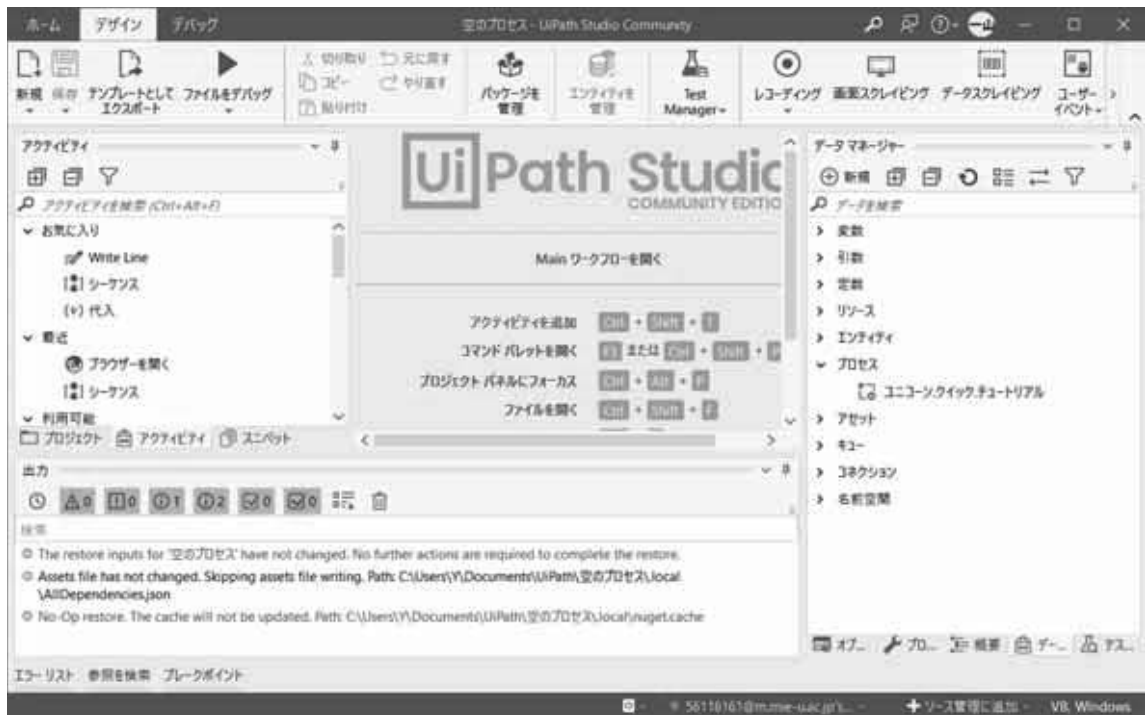 ホーム デザイン デバッグ 空のプロセス - UiPath Studio Community
新規 保存 テンプレートとして エクスポート ファイルをデバッグ
切り取り 元に戻す
コピー やり直す
貼り付け
パッケージを 管理 エンティティを 管理 Test Manager レコーディング 画面スクレイピング データスクレイピング ユーザー イベント
アクティビティ
アクティビティを検索 (Ctrl+Alt+F)
お気に入り
Write Line
シーケンス
代入
最近
ブラウザーを開く
シーケンス
利用可能
プロジェクト アクティビティ スニペット
UiPath Studio
COMMUNITY EDITIO
Main ワークフローを開く
アクティビティを追加 Ctrl + Shift + T
コマンド パレットを開く F3 または Ctrl + Shift + P
プロジェクト パネルにフォーカス Ctrl + Alt + P
ファイルを開く Ctrl + Shift + F
データ マネージャー
新規
データを検索
変数
引数
定数
リソース
エンティティ
プロセス
ユニコーン.クイック.チュートリアル
アセット
キュー
コネクション
名前空間
オブ... プロ... 概要 デー... テス...
出力
0 0 1 2 0 0
検索
The restore inputs for '空のプロセス' have not changed. No further actions are required to complete the restore.
Assets file has not changed. Skipping assets file writing. Path: C:\Users\Y\Documents\UiPath\空のプロセス\.local
\AllDependencies.json
No-Op restore. The cache will not be updated. Path: C:\Users\Y\Documents\UiPath\空のプロセス\.local\nuget.cache
エラー リスト 参照を検索 ブレークポイント
ソース管理に追加 VB, Windows